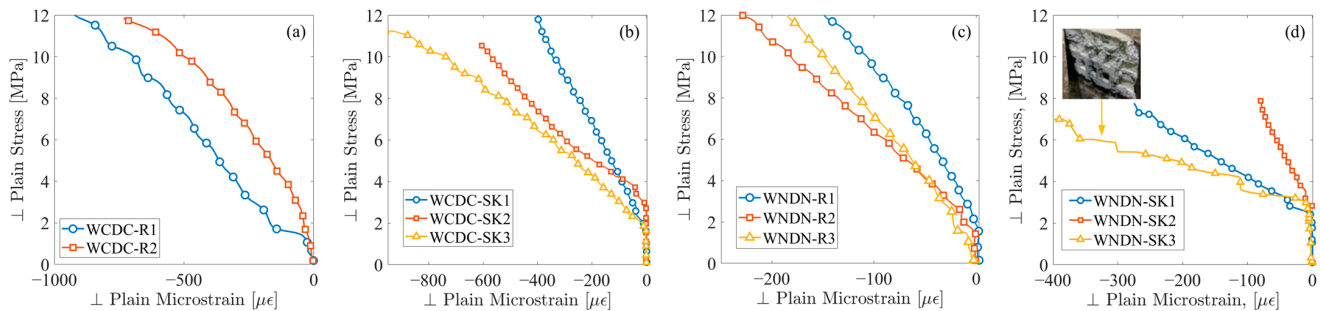 12
10
8
6
4
2
0
−1000
−500
0
⊥ Plain Stress [MPa]
⊥ Plain Microstrain [με]
(a)
WCDC-R1
WCDC-R2
12
10
8
6
4
2
0
−800
−600
−400
−200
0
⊥ Plain Stress [MPa]
⊥ Plain Microstrain [με]
(b)
WCDC-SK1
WCDC-SK2
WCDC-SK3
12
10
8
6
4
2
0
−200
−100
0
⊥ Plain Stress [MPa]
⊥ Plain Microstrain [με]
(c)
WNDN-R1
WNDN-R2
WNDN-R3
12
10
8
6
4
2
0
−400
−300
−200
−100
0
⊥ Plain Stress, [MPa]
⊥ Plain Microstrain, [με]
(d)
WNDN-SK1
WNDN-SK2
WNDN-SK3